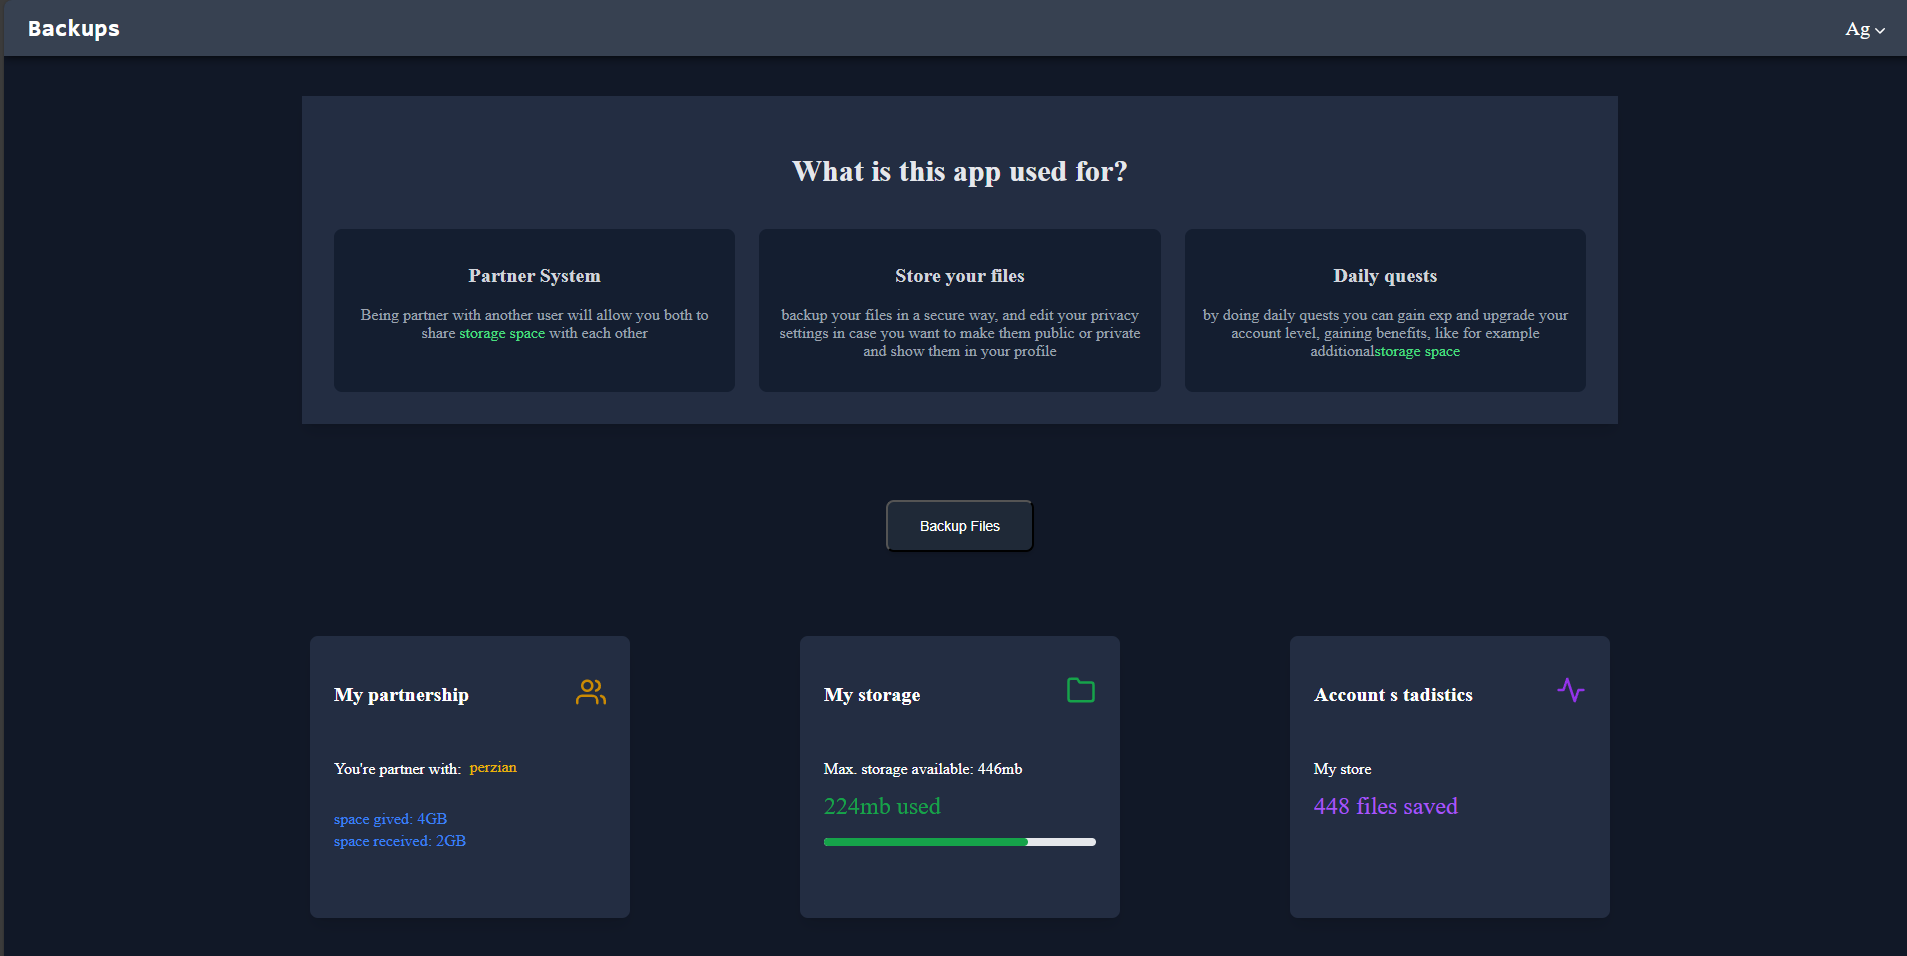 Backups
Ag
What is this app used for?
Partner System
Being partner with another user will allow you both to
share storage space with each other
Store your files
backup your files in a secure way, and edit your privacy
settings in case you want to make them public or private
and show them in your profile
Daily quests
by doing daily quests you can gain exp and upgrade your
account level, gaining benefits, like for example
additionalstorage space
Backup Files
My partnership
You're partner with: perzian
space gived: 4GB
space received: 2GB
My storage
Max. storage available: 446mb
224mb used
Account s tadistics
My store
448 files saved